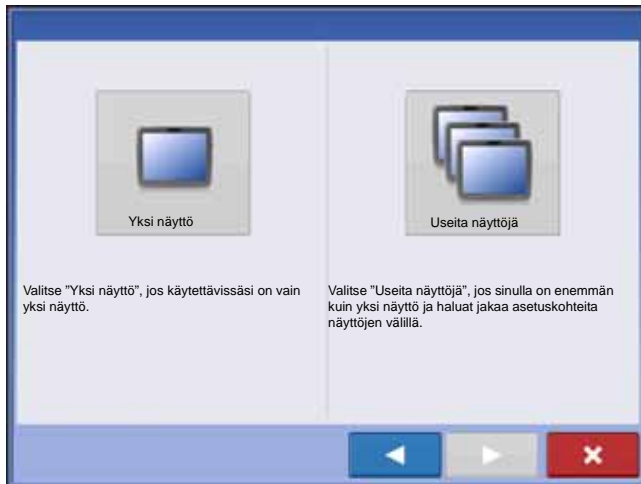 Yksi näyttö
Useita näyttöjä
Valitse ”Yksi näyttö”, jos käytettävissäsi on vain
yksi näyttö.
Valitse ”Useita näyttöjä”, jos sinulla on enemmän
kuin yksi näyttö ja haluat jakaa asetuskohteita
näyttöjen välillä.